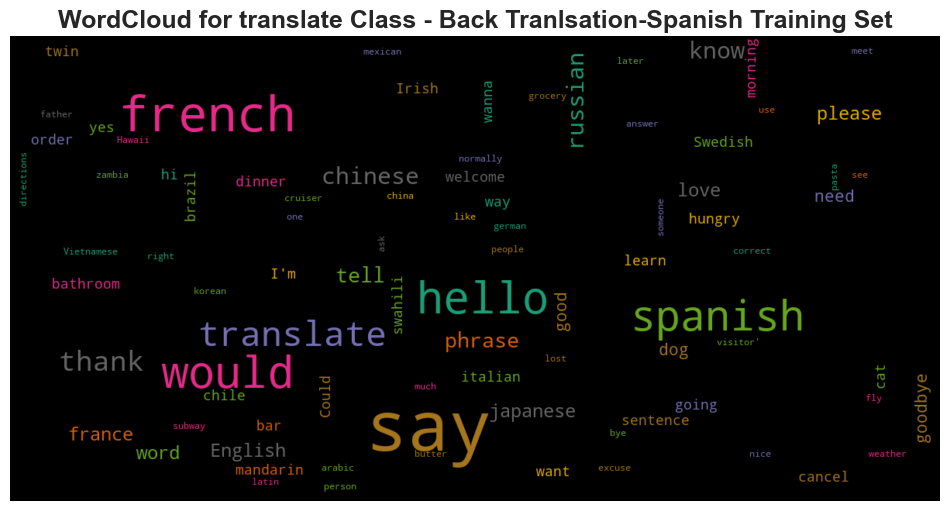 WordCloud for translate Class - Back Tranlsation-Spanish Training Set
twin
mexican
know
morning
meet
Irish
wanna
grocery
russian
later
french
father
yes
Hawaii
order
use
please
answer
Swedish
directions
zambia
hi
brazil
dinner
chinese
normally
welcome
cruiser
china
one
way
like
german
love
someone
hungry
pasta
see
need
Vietnamese
right
ask
people
correct
bathroom
I'm
korean
tell
swahili
hello
good
learn
spanish
visitor'
translate
phrase
dog
thank
would
lost
italian
cat
chile
Could
much
fly
goodbye
say
japanese
going
sentence
france
subway
bar
bye
word
English
butter
nice
weather
mandarin
arabic
want
excuse
latin
person
cancel